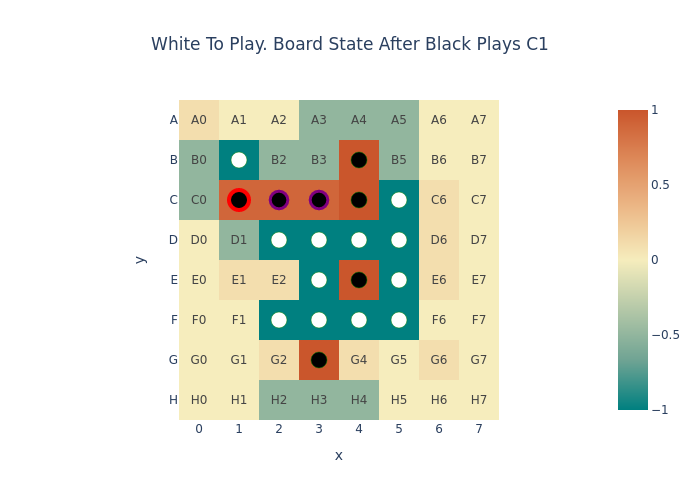 White To Play. Board State After Black Plays C1
A A0 A1 A2 A3 A4 A5 A6 A7 1
B B0 B2 B3 B5 B6 B7
C C0 C6 C7 0.5
D D0 D1 D6 D7
y 0
E E0 E1 E2 E6 E7
F F0 F1 F6 F7 −0.5
G G0 G1 G2 G4 G5 G6 G7
H H0 H1 H2 H3 H4 H5 H6 H7 −1
0 1 2 3 4 5 6 7
x